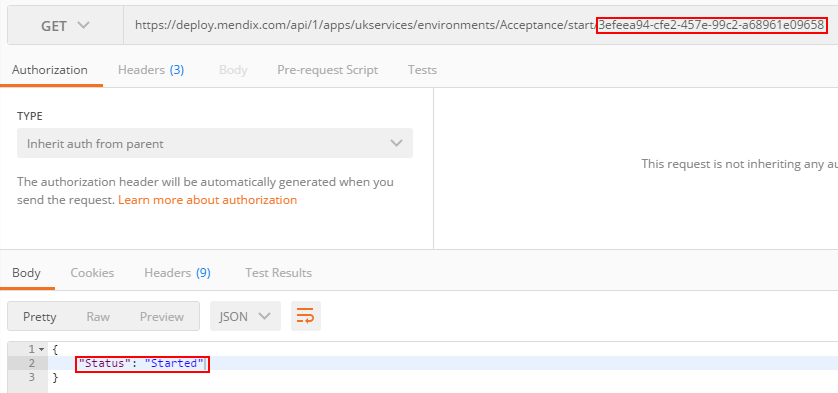 GET https://deploy.mendix.com/api/1/apps/ukservices/environments/Acceptance/start/3efeea94-cfe2-457e-99c2-a68961e09658
Authorization Headers (3) Body Pre-request Script Tests
TYPE
Inherit auth from parent
This request is not inheriting any au
The authorization header will be automatically generated when you
send the request. Learn more about authorization
Body Cookies Headers (9) Test Results
Pretty Raw Preview JSON
1 {
2 "Status": "Started"
3 }